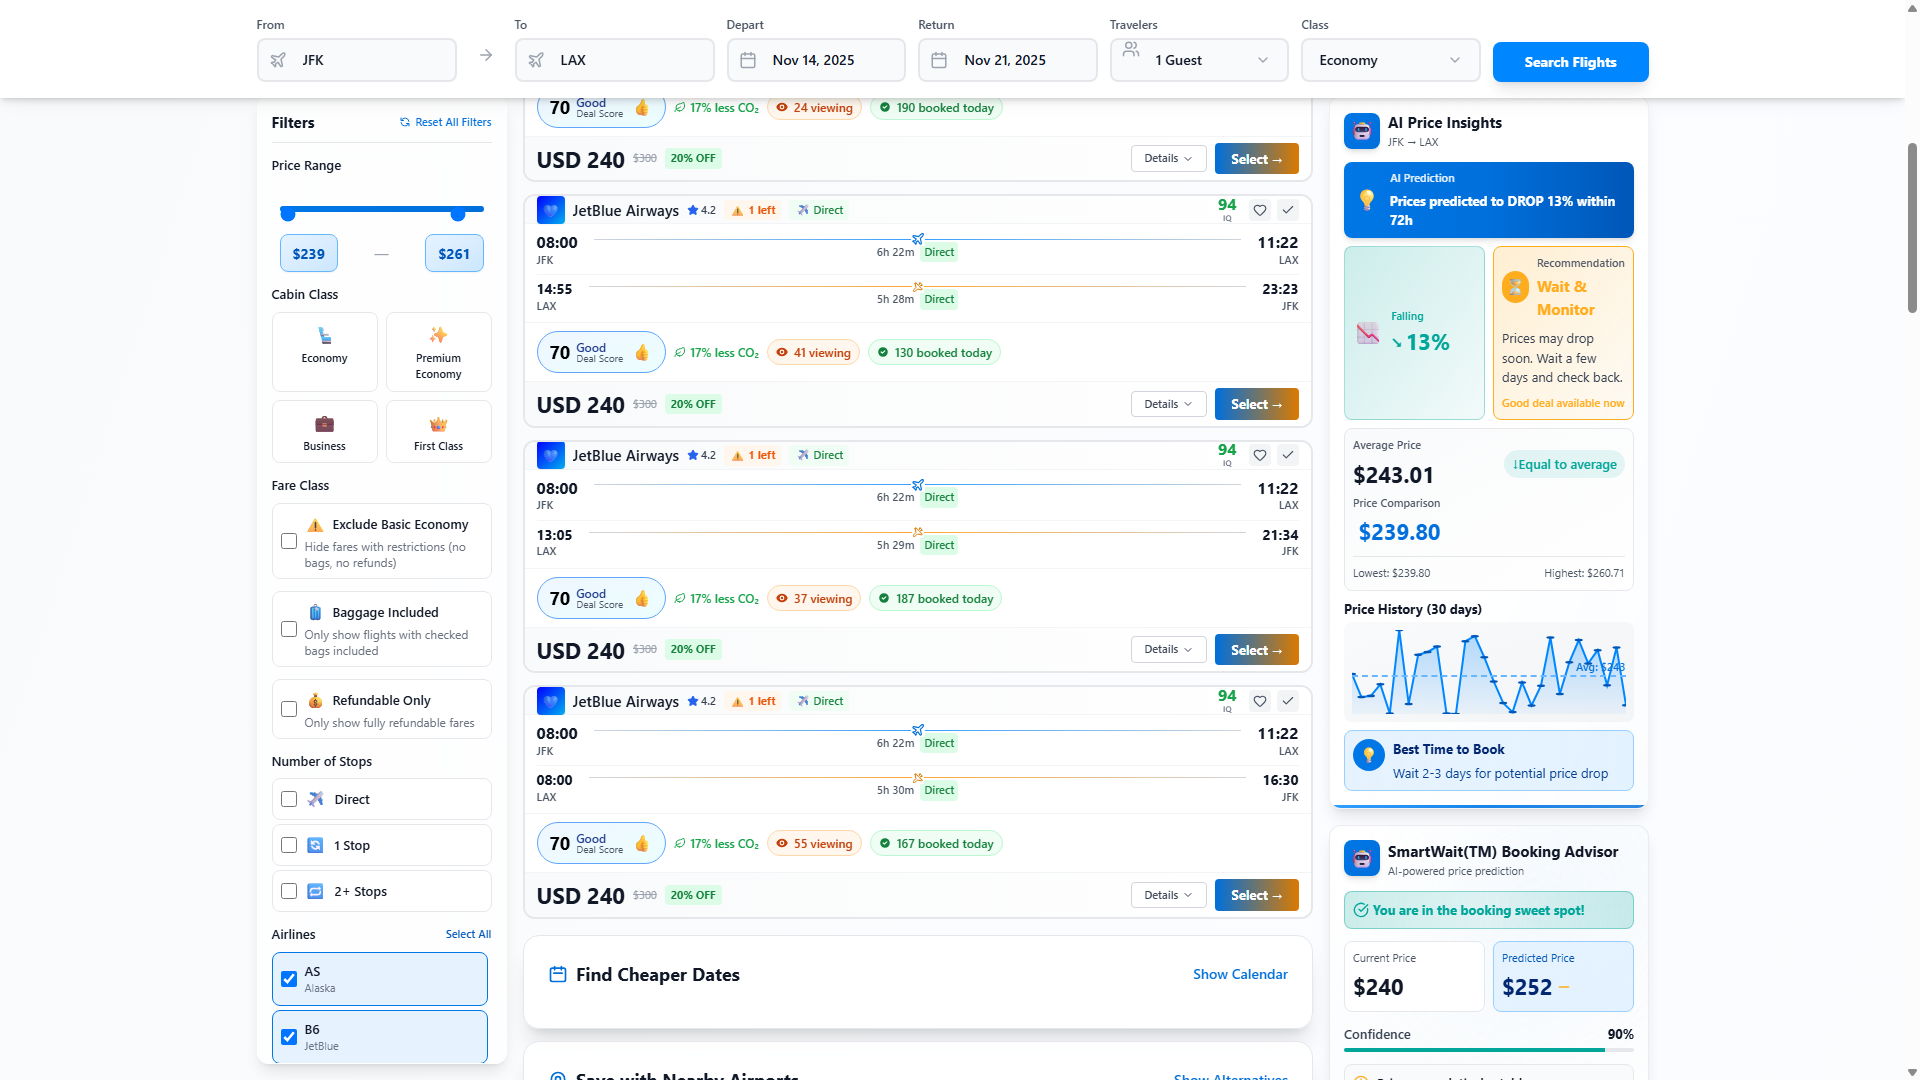 From
To
Depart
Return
Travelers
Class
JFK
LAX
Nov 14, 2025
Nov 21, 2025
1 Guest
Economy
Search Flights
Filters
Reset All Filters
Price Range
$239
—
$261
Cabin Class
Economy
Premium
Economy
Business
First Class
Fare Class
Exclude Basic Economy
Hide fares with restrictions (no
bags, no refunds)
Baggage Included
Only show flights with checked
bags included
Refundable Only
Only show fully refundable fares
Number of Stops
Direct
1 Stop
2+ Stops
Airlines
Select All
AS
Alaska
B6
JetBlue
70 Good Deal Score 17% less CO₂ 24 viewing 190 booked today
USD 240 $300 20% OFF Details Select →
JetBlue Airways 4.2 1 left Direct 94 IQ
08:00 11:22
JFK 6h 22m Direct LAX
14:55 23:23
LAX 5h 28m Direct JFK
70 Good Deal Score 17% less CO₂ 41 viewing 130 booked today
USD 240 $300 20% OFF Details Select →
JetBlue Airways 4.2 1 left Direct 94 IQ
08:00 11:22
JFK 6h 22m Direct LAX
13:05 21:34
LAX 5h 29m Direct JFK
70 Good Deal Score 17% less CO₂ 37 viewing 187 booked today
USD 240 $300 20% OFF Details Select →
JetBlue Airways 4.2 1 left Direct 94 IQ
08:00 11:22
JFK 6h 22m Direct LAX
08:00 16:30
LAX 5h 30m Direct JFK
70 Good Deal Score 17% less CO₂ 55 viewing 167 booked today
USD 240 $300 20% OFF Details Select →
Find Cheaper Dates
Show Calendar
Save with Nearby Airports
Show Alternatives
AI Price Insights
JFK → LAX
AI Prediction
Prices predicted to DROP 13% within
72h
Falling
↘ 13%
Recommendation
Wait &
Monitor
Prices may drop
soon. Wait a few
days and check back.
Good deal available now
Average Price
$243.01
↓Equal to average
Price Comparison
$239.80
Lowest: $239.80
Highest: $260.71
Price History (30 days)
Avg: $243
Best Time to Book
Wait 2-3 days for potential price drop
SmartWait(TM) Booking Advisor
AI-powered price prediction
You are in the booking sweet spot!
Current Price
$240
Predicted Price
$252 –
Confidence
90%